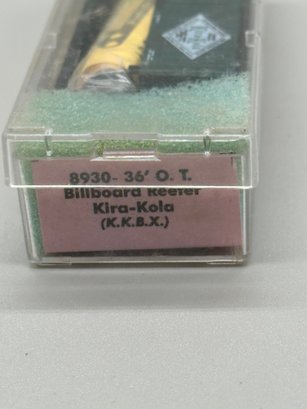 8930- 36' O. T.
Billboard Reefer
Kira-Kola
(K.K.B.X.)